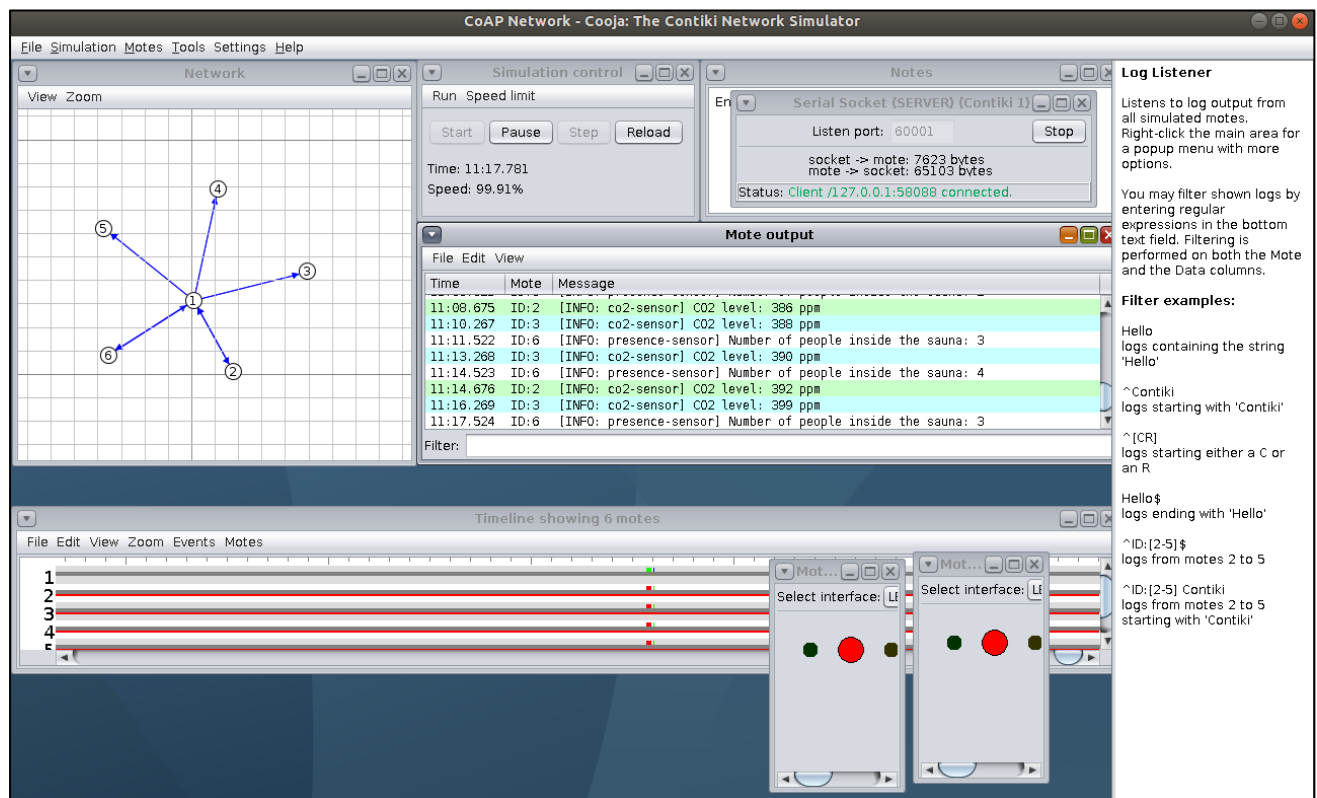 CoAP Network - Cooja: The Contiki Network Simulator
File Simulation Motes Tools Settings Help
Network
View Zoom
4
5
3
1
6
2
Simulation control
Run Speed limit
Start Pause Step Reload
Time: 11:17.781
Speed: 99.91%
Notes
En
Serial Socket (SERVER) (Contiki 1)
Listen port: 60001 Stop
socket -> mote: 7623 bytes
mote -> socket: 65103 bytes
Status: Client /127.0.0.1:58088 connected.
Mote output
File Edit View
Time Mote Message
11:08.675 ID:2 [INFO: co2-sensor] CO2 level: 386 ppm
11:10.267 ID:3 [INFO: co2-sensor] CO2 level: 388 ppm
11:11.522 ID:6 [INFO: presence-sensor] Number of people inside the sauna: 3
11:13.268 ID:3 [INFO: co2-sensor] CO2 level: 390 ppm
11:14.523 ID:6 [INFO: presence-sensor] Number of people inside the sauna: 4
11:14.676 ID:2 [INFO: co2-sensor] CO2 level: 392 ppm
11:16.269 ID:3 [INFO: co2-sensor] CO2 level: 399 ppm
11:17.524 ID:6 [INFO: presence-sensor] Number of people inside the sauna: 3
Filter:
Timeline showing 6 motes
File Edit View Zoom Events Motes
1
2
3
4
5
Mot...
Select interface: LE
Mot...
Select interface: LE
Log Listener
Listens to log output from
all simulated motes.
Right-click the main area for
a popup menu with more
options.
You may filter shown logs by
entering regular
expressions in the bottom
text field. Filtering is
performed on both the Mote
and the Data columns.
Filter examples:
Hello
logs containing the string
'Hello'
^Contiki
logs starting with 'Contiki'
^[CR]
logs starting either a C or
an R
Hello$
logs ending with 'Hello'
^ID:[2-5]$
logs from motes 2 to 5
^ID:[2-5] Contiki
logs from motes 2 to 5
starting with 'Contiki'